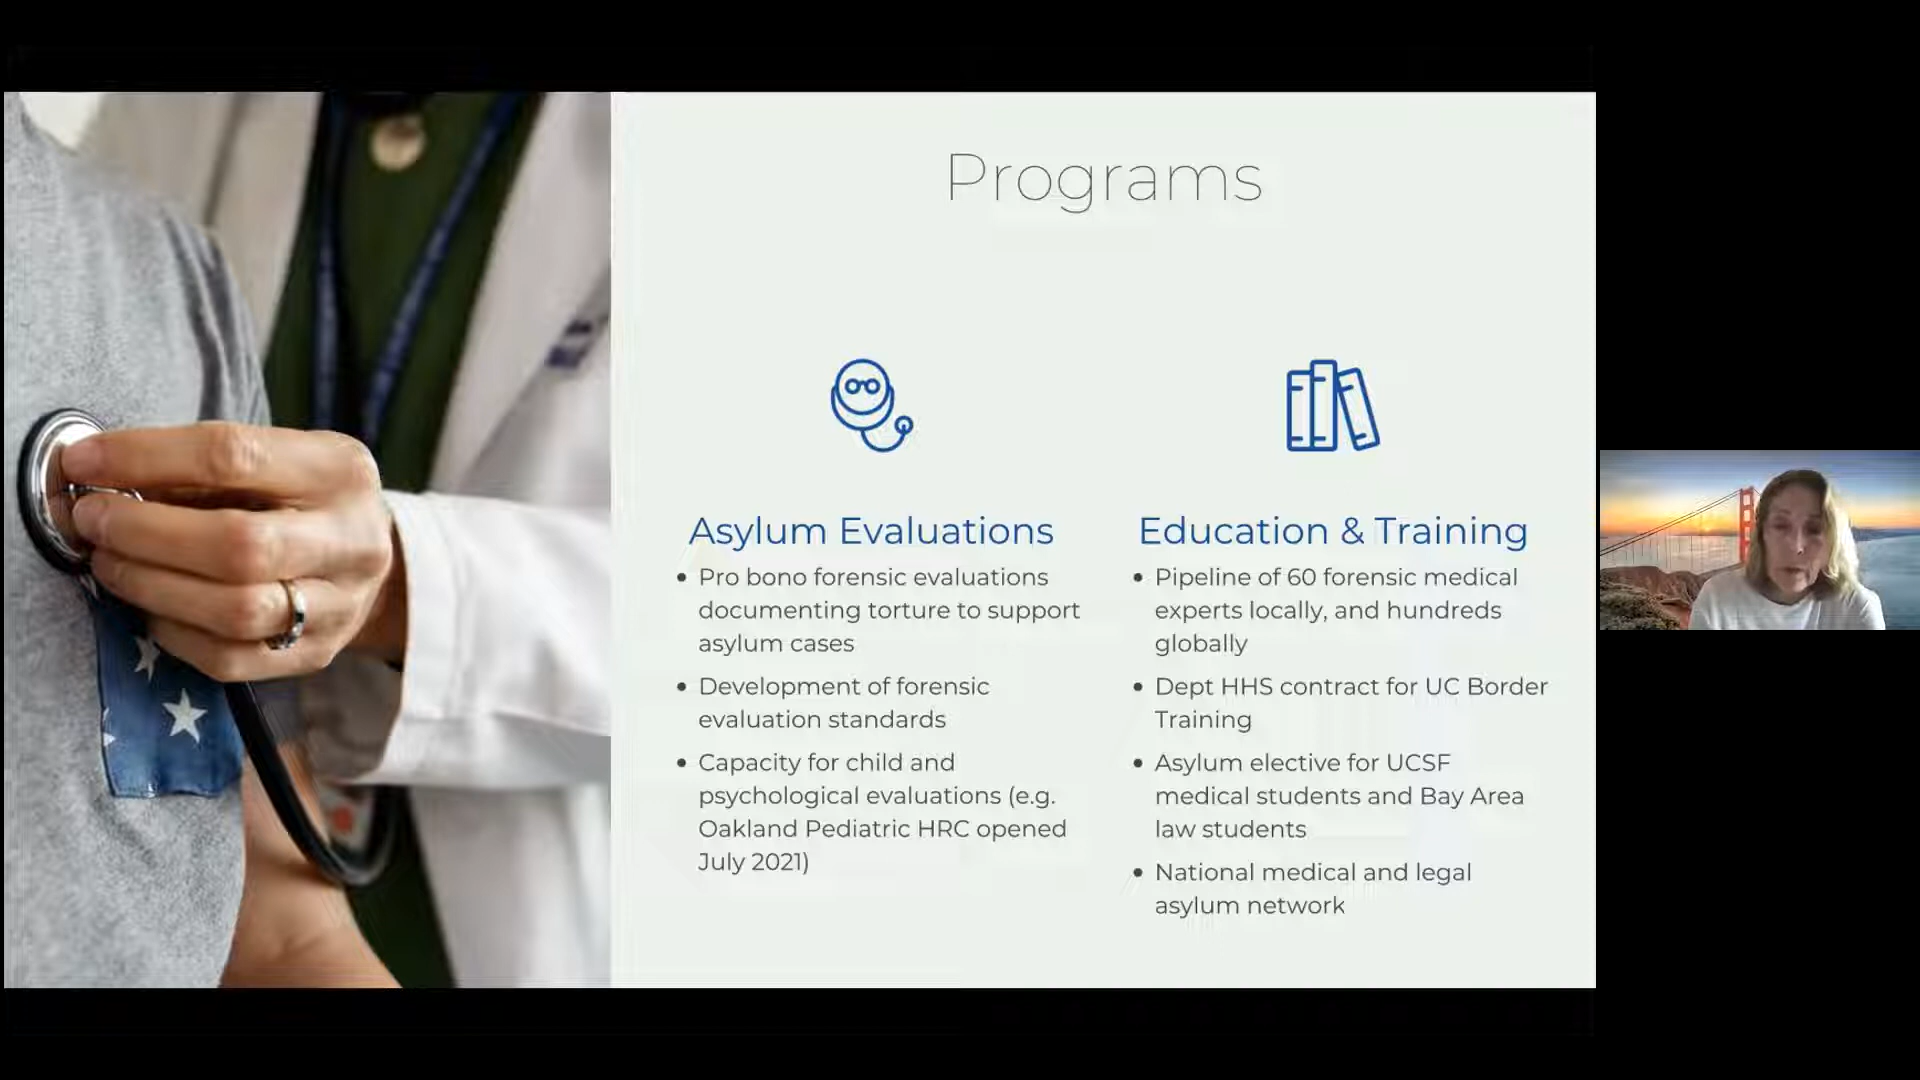 Programs
Asylum Evaluations
• Pro bono forensic evaluations
documenting torture to support
asylum cases
• Development of forensic
evaluation standards
• Capacity for child and
psychological evaluations (e.g.
Oakland Pediatric HRC opened
July 2021)
Education & Training
• Pipeline of 60 forensic medical
experts locally, and hundreds
globally
• Dept HHS contract for UC Border
Training
• Asylum elective for UCSF
medical students and Bay Area
law students
• National medical and legal
asylum network